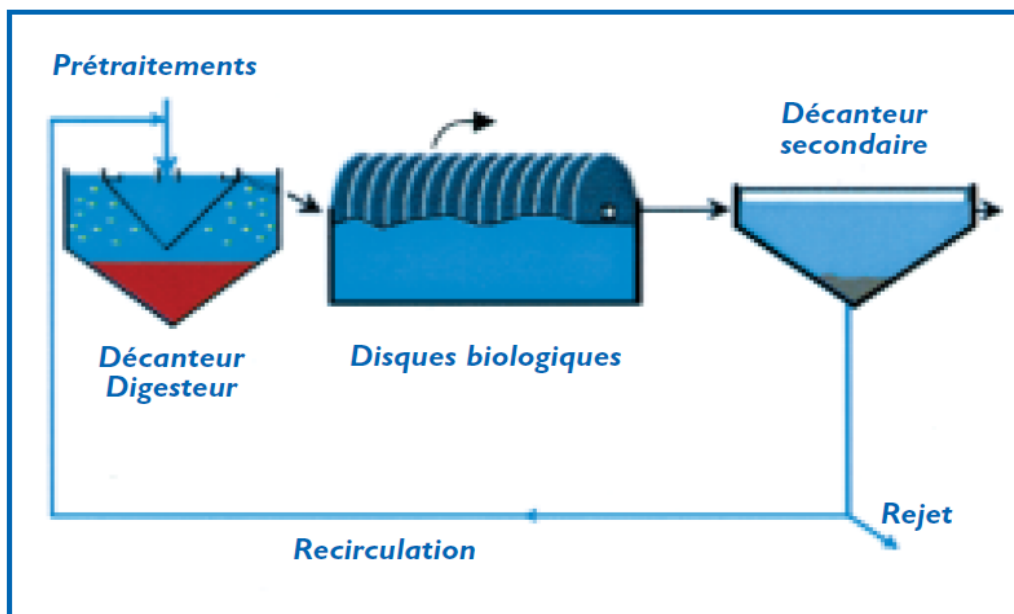 Prétraitements
Décanteur
secondaire
Décanteur
Digesteur
Disques biologiques
Rejet
Recirculation